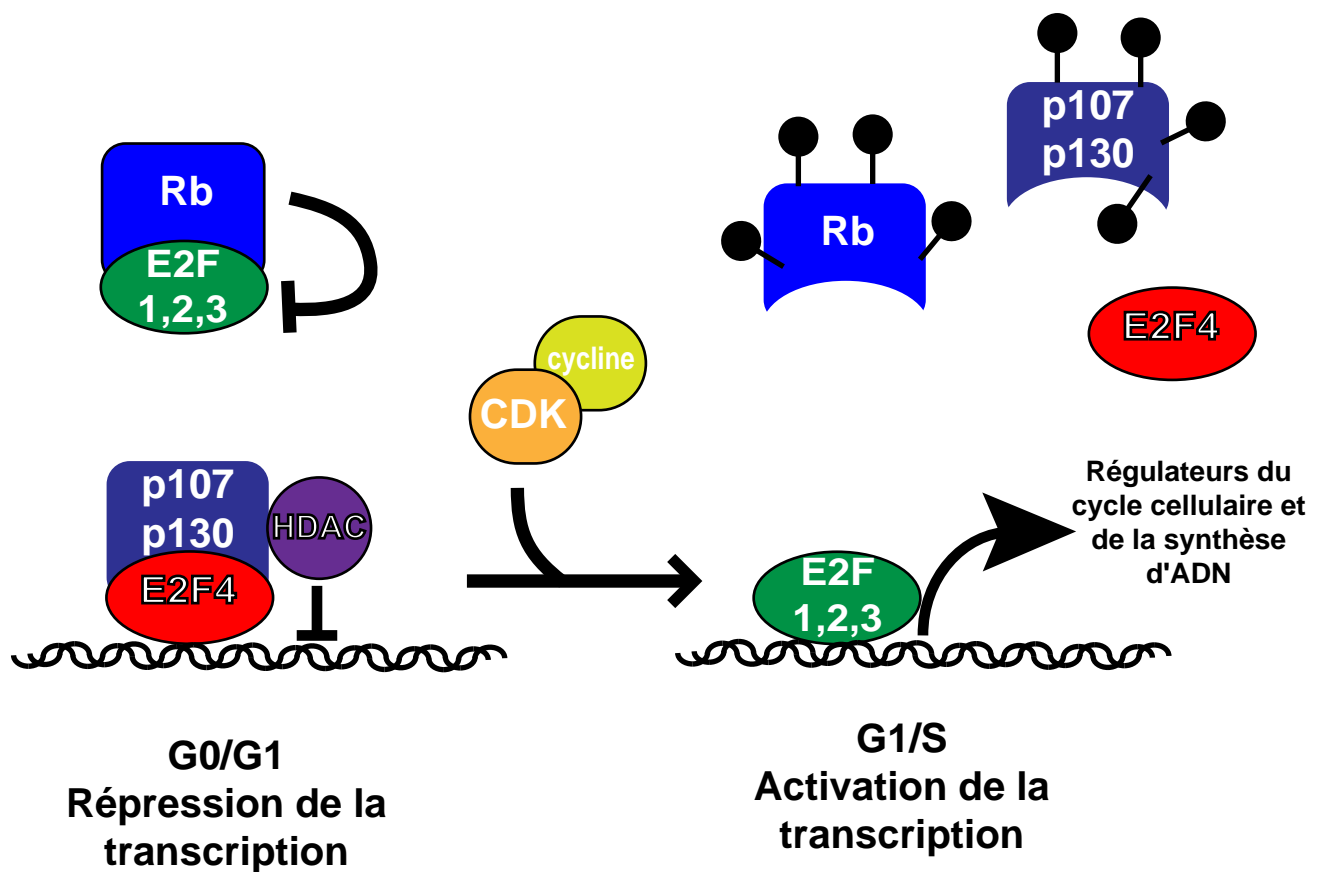 Rb
E2F
1,2,3
p107
p130
HDAC
E2F4
G0/G1
Répression de la
transcription
cycline
CDK
Rb
p107
p130
E2F4
Régulateurs du
cycle cellulaire et
de la synthèse
d'ADN
E2F
1,2,3
G1/S
Activation de la
transcription